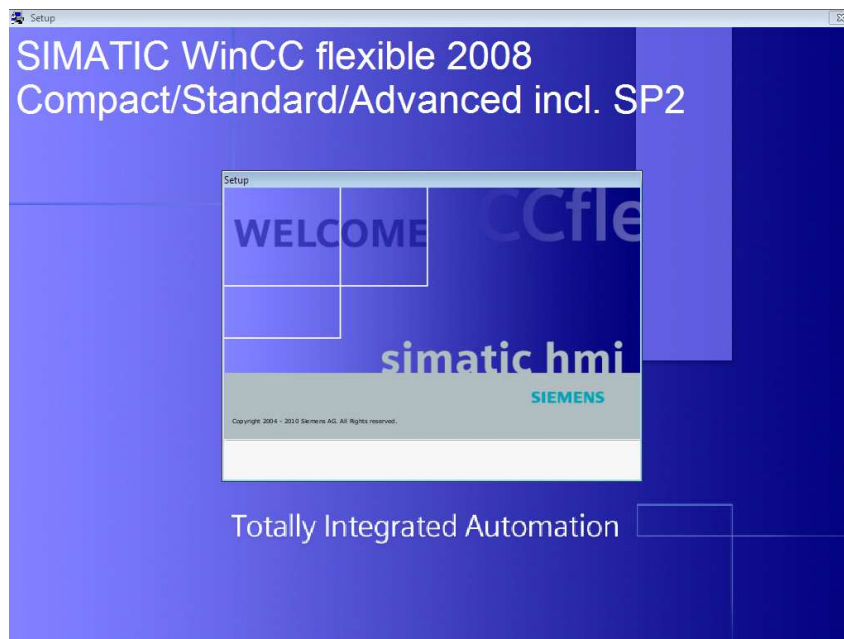 Setup
SIMATIC WinCC flexible 2008
Compact/Standard/Advanced incl. SP2
Setup
WELCOME
CCfle
simatic hmi
SIEMENS
Copyright 2004 - 2010 Siemens AG. All Rights reserved.
Totally Integrated Automation